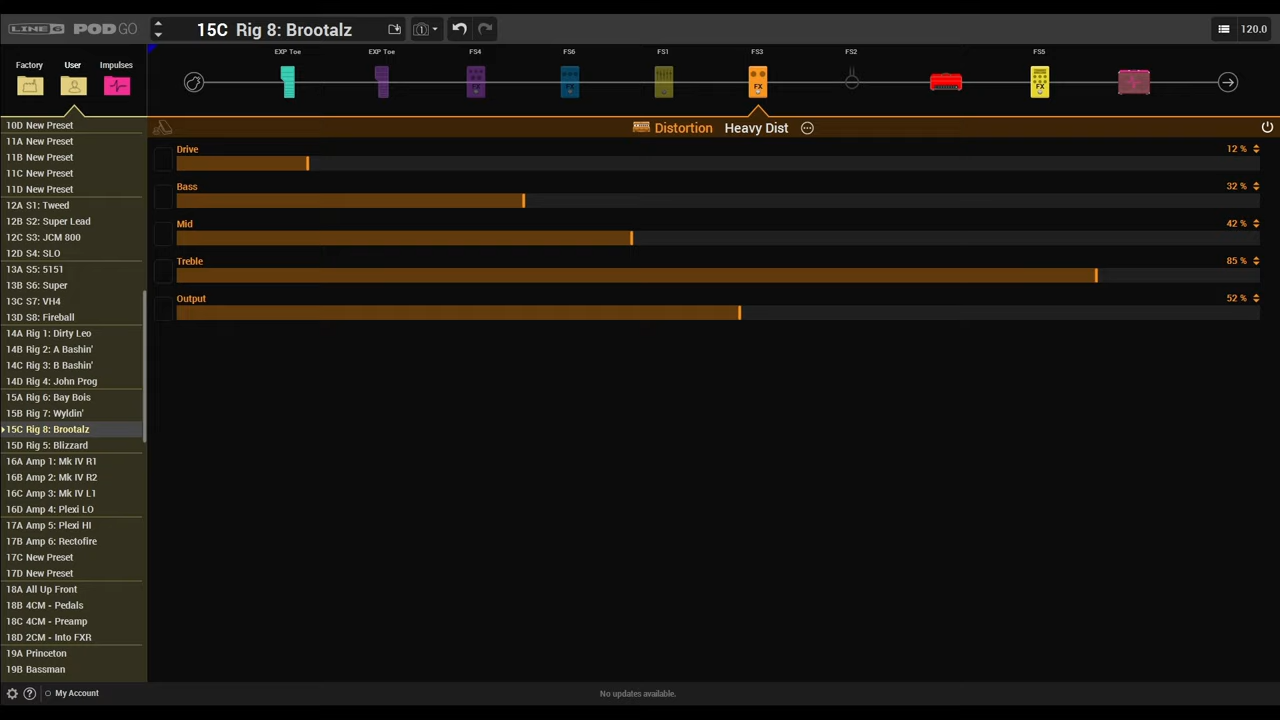 LINE 6 POD GO
15C Rig 8: Brootalz
120.0
Factory User Impulses
EXP Toe EXP Toe FS4 FS6 FS1 FS3 FS2 FS5
FX FX
Distortion Heavy Dist
Drive 12 %
Bass 32 %
Mid 42 %
Treble 85 %
Output 52 %
10D New Preset
11A New Preset
11B New Preset
11C New Preset
11D New Preset
12A S1: Tweed
12B S2: Super Lead
12C S3: JCM 800
12D S4: SLO
13A S5: 5151
13B S6: Super
13C S7: VH4
13D S8: Fireball
14A Rig 1: Dirty Leo
14B Rig 2: A Bashin'
14C Rig 3: B Bashin'
14D Rig 4: John Prog
15A Rig 6: Bay Bois
15B Rig 7: Wyldin'
15C Rig 8: Brootalz
15D Rig 5: Blizzard
16A Amp 1: Mk IV R1
16B Amp 2: Mk IV R2
16C Amp 3: Mk IV L1
16D Amp 4: Plexi LO
17A Amp 5: Plexi HI
17B Amp 6: Rectofire
17C New Preset
17D New Preset
18A All Up Front
18B 4CM - Pedals
18C 4CM - Preamp
18D 2CM - Into FXR
19A Princeton
19B Bassman
My Account
No updates available.